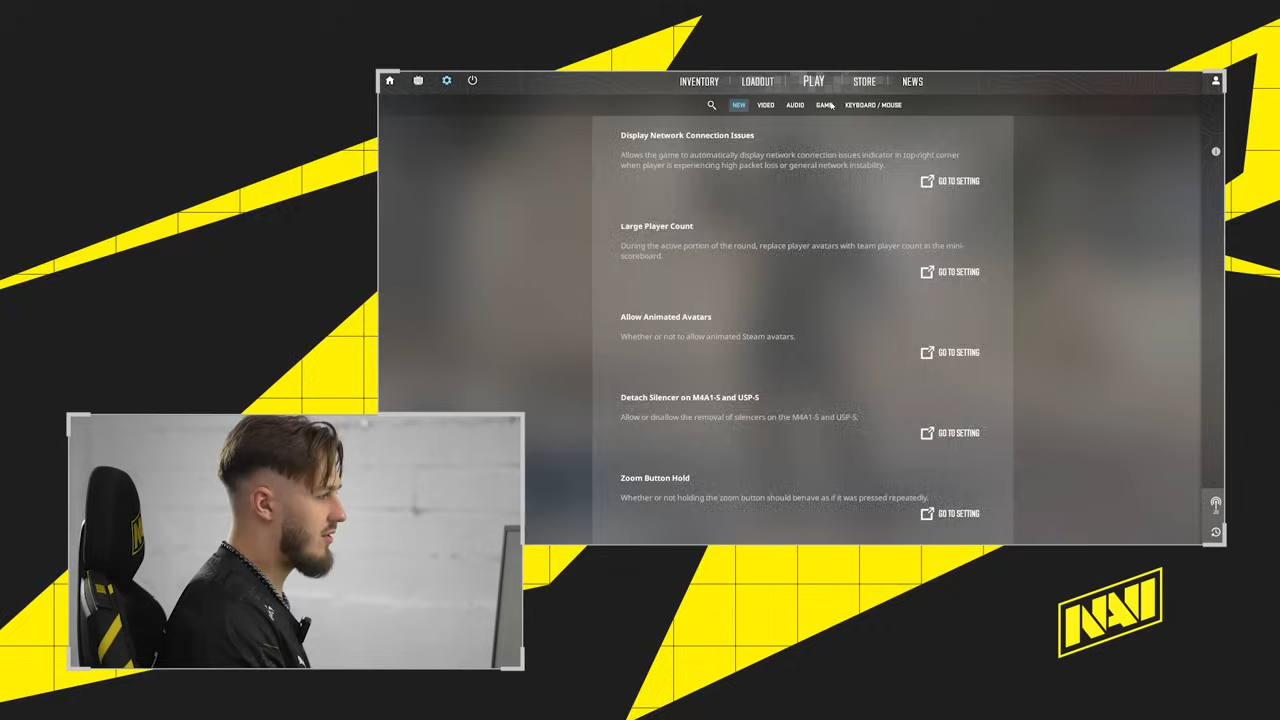 INVENTORY
LOADOUT
PLAY
STORE
NEWS
NEW
VIDEO
AUDIO
GAME
KEYBOARD / MOUSE
Display Network Connection Issues
Allows the game to automatically display network connection issues indicator in top-right corner
when player is experiencing high packet loss or general network instability.
GO TO SETTING
Large Player Count
During the active portion of the round, replace player avatars with team player count in the mini-
scoreboard.
GO TO SETTING
Allow Animated Avatars
Whether or not to allow animated Steam avatars.
GO TO SETTING
Detach Silencer on M4A1-S and USP-S
Allow or disallow the removal of silencers on the M4A1-S and USP-S.
GO TO SETTING
Zoom Button Hold
Whether or not holding the zoom button should behave as if it was pressed repeatedly.
GO TO SETTING
NAVI